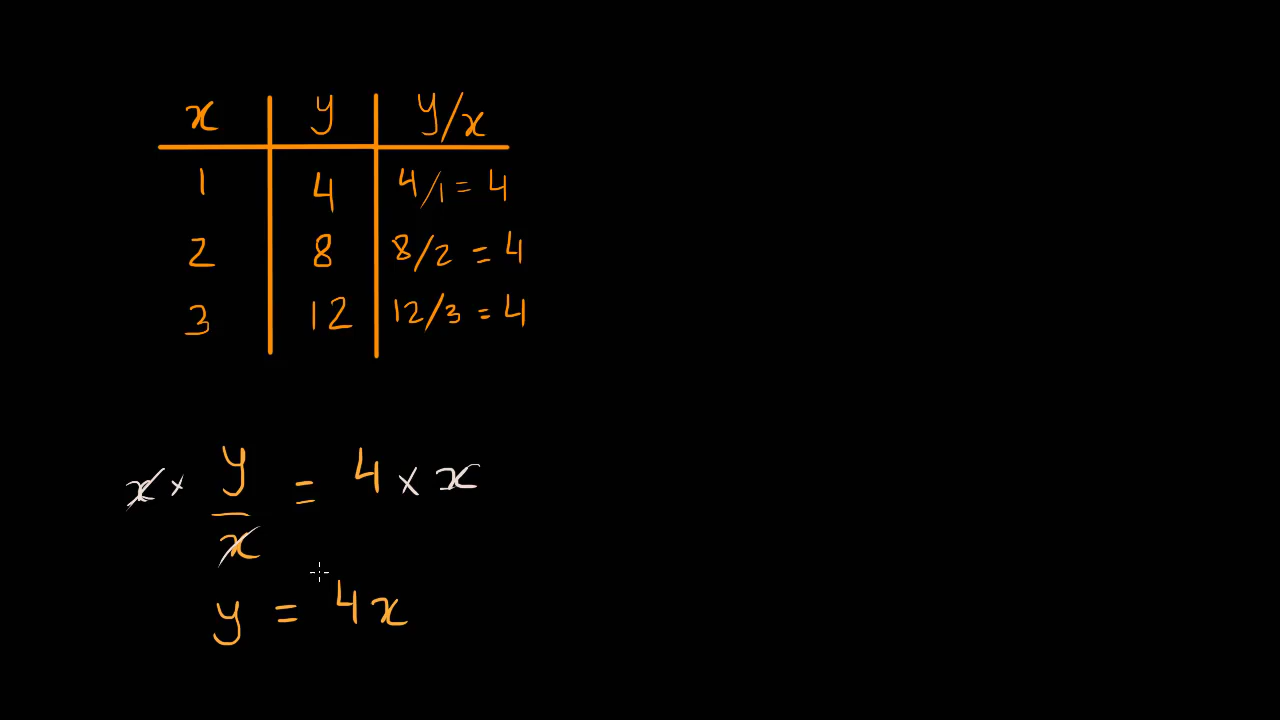 x y y/x
1 4 4/1 = 4
2 8 8/2 = 4
3 12 12/3 = 4
x × y/x = 4 × x
y = 4x